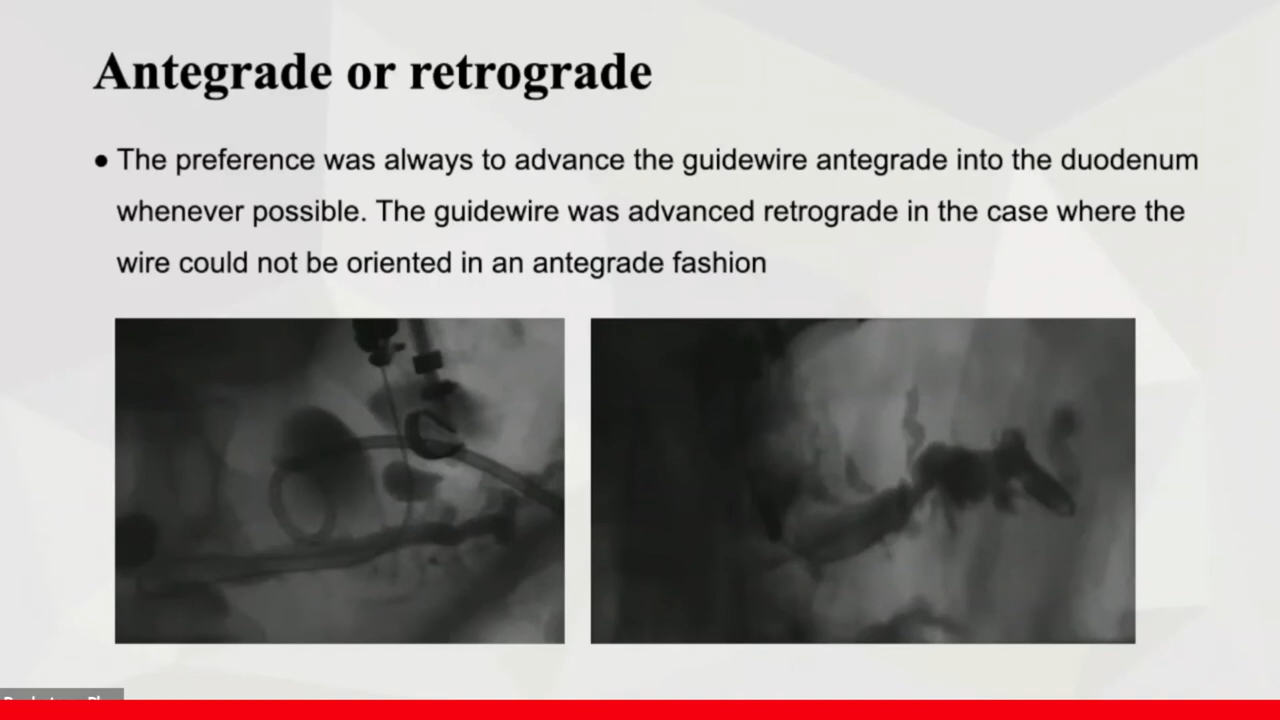 Antegrade or retrograde
• The preference was always to advance the guidewire antegrade into the duodenum
whenever possible. The guidewire was advanced retrograde in the case where the
wire could not be oriented in an antegrade fashion